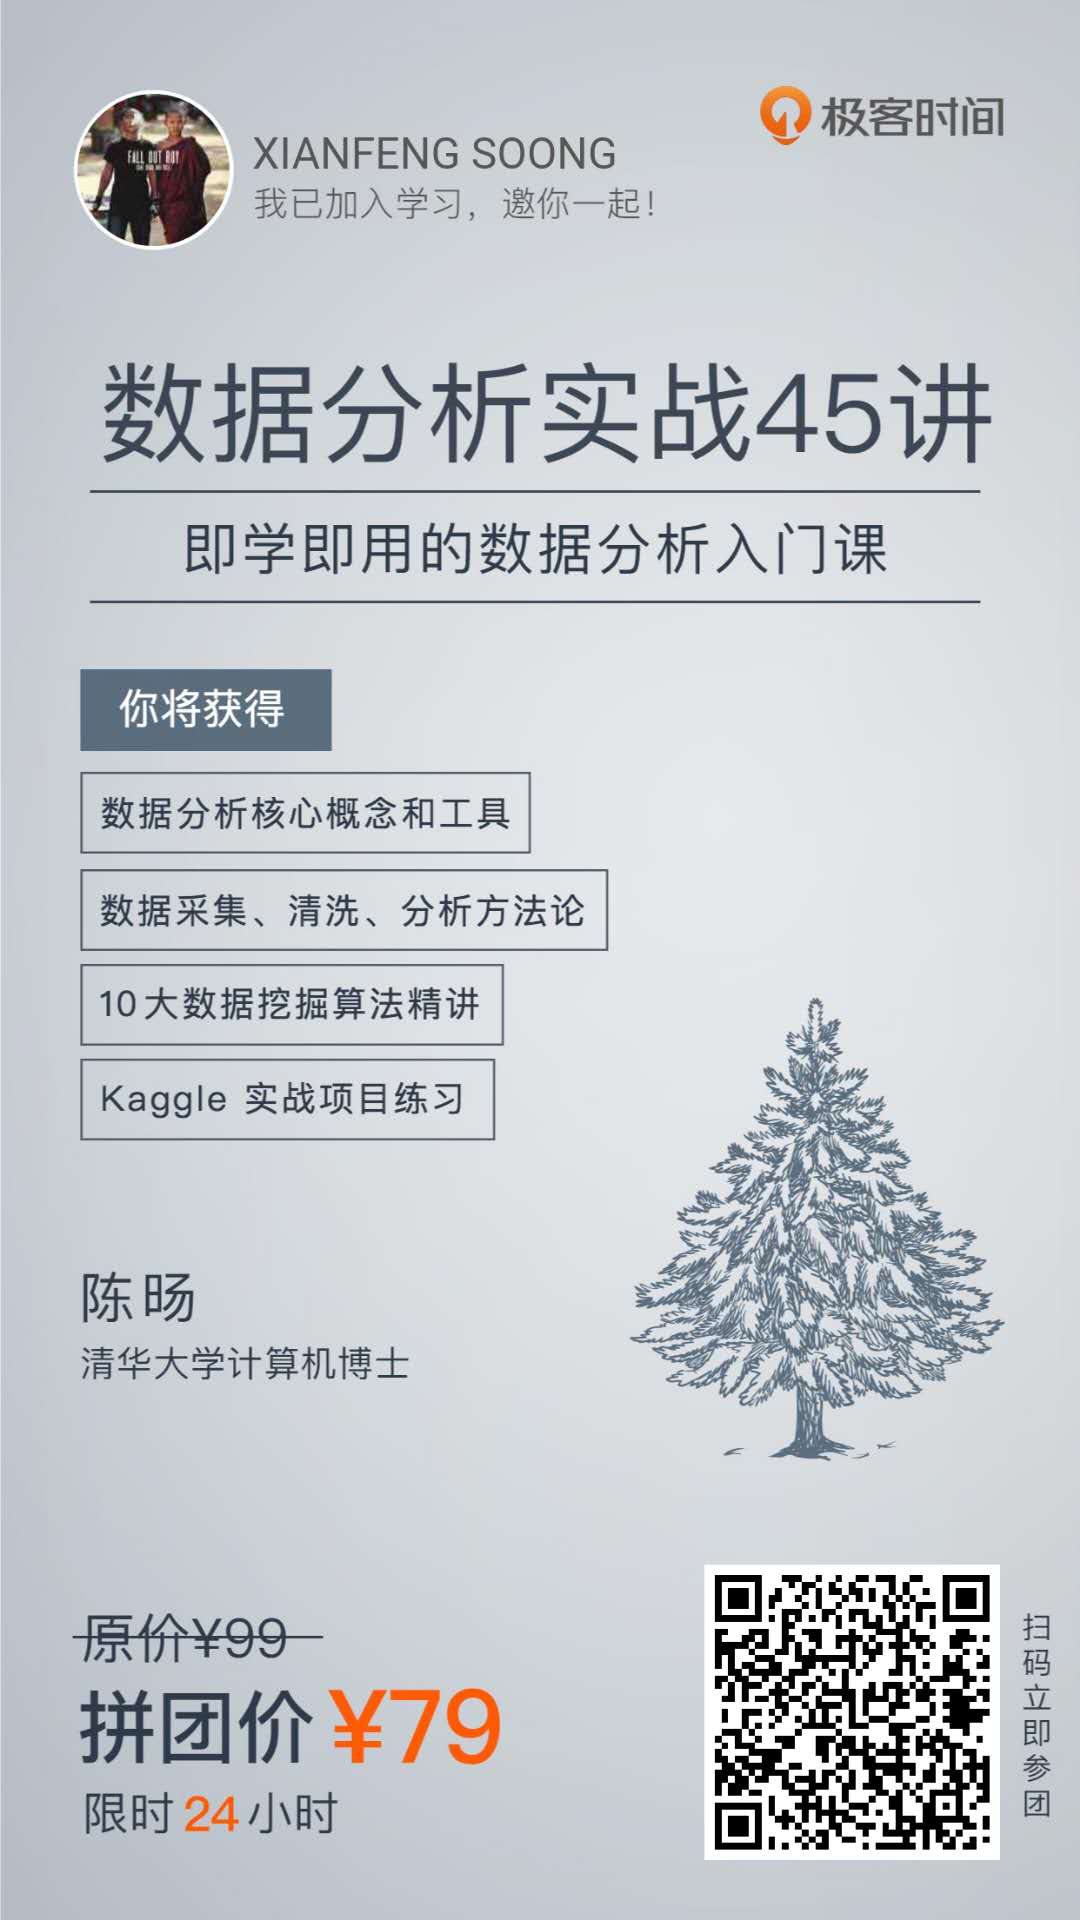 极客时间
XIANFENG SOONG
我已加入学习，邀你一起！
FALL OUT BOY
数据分析实战45讲
即学即用的数据分析入门课
你将获得
数据分析核心概念和工具
数据采集、清洗、分析方法论
10大数据挖掘算法精讲
Kaggle 实战项目练习
陈旸
清华大学计算机博士
原价¥99
拼团价¥79
限时24小时
扫码立即参团